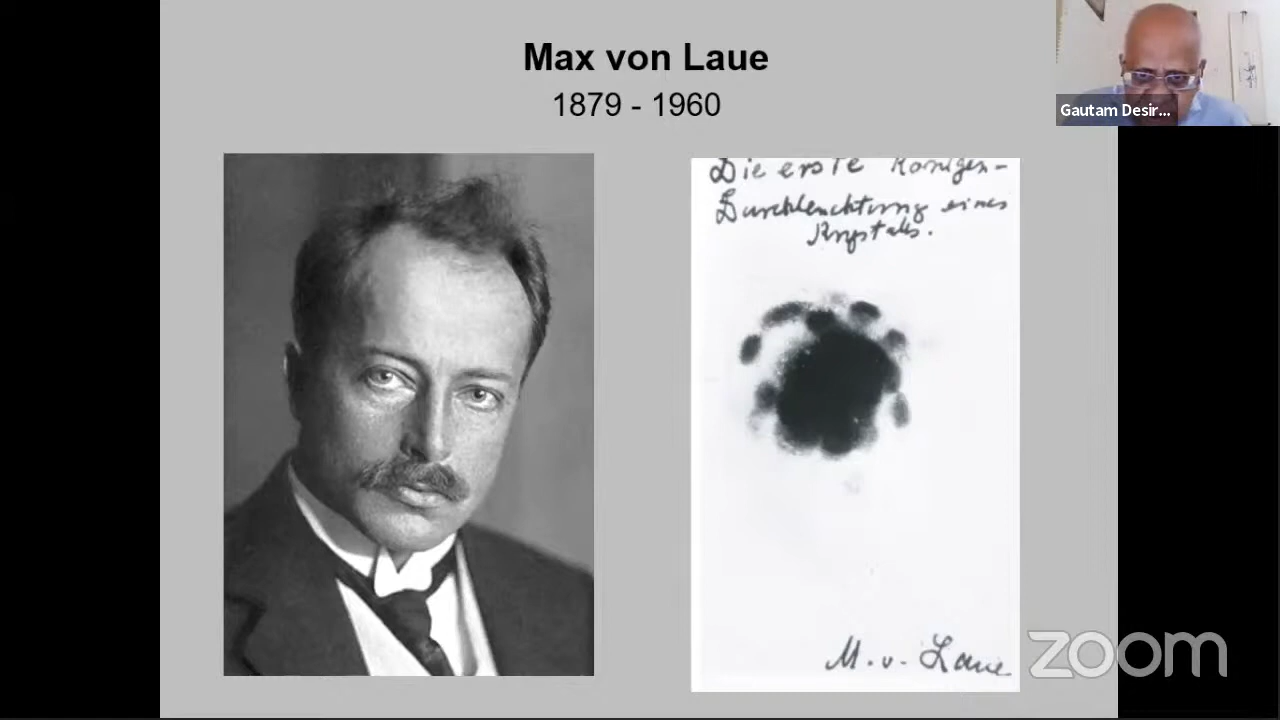 Max von Laue
1879 - 1960
Gautam Desir...
Die erste Röntgen-
Durchleuchtung eines
Krystalls.
M. v. Laue
zoom